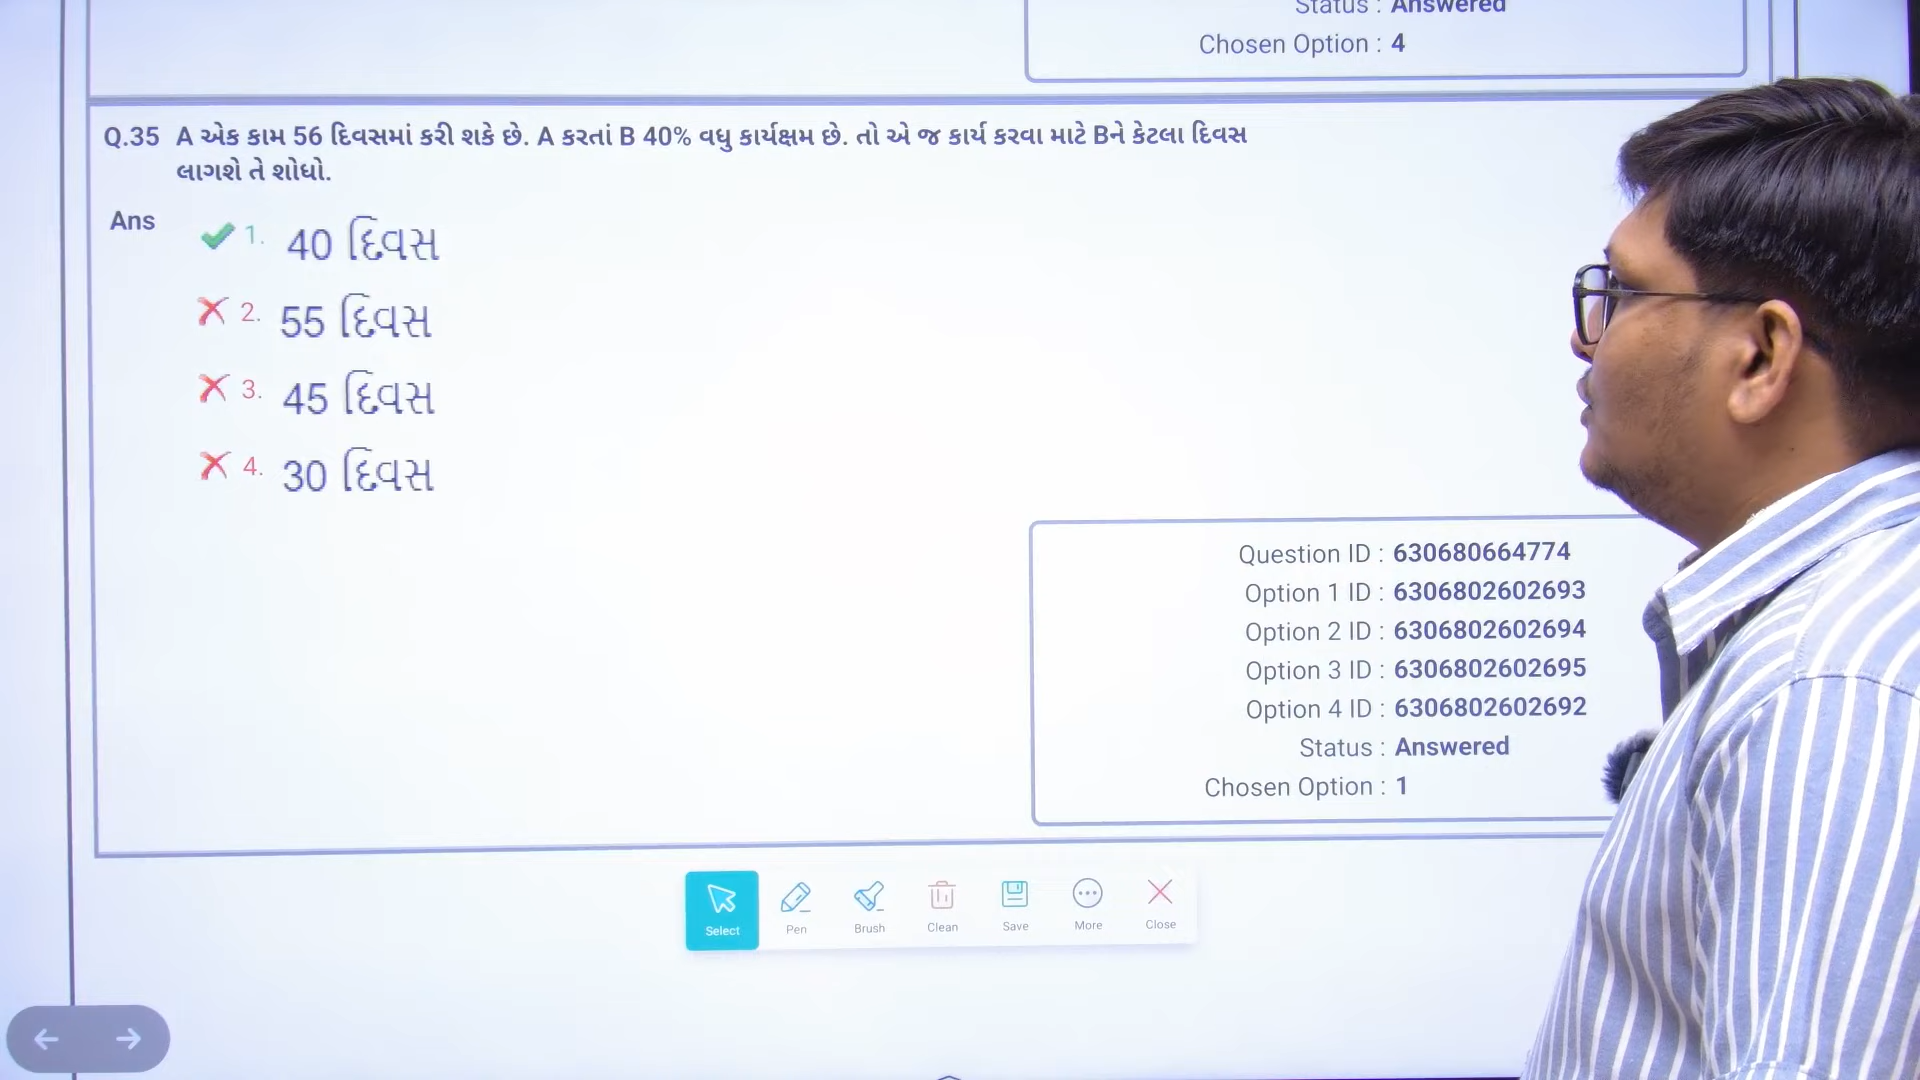 Status : Answered
Chosen Option : 4
Q.35 A એક કામ 56 દિવસમાં કરી શકે છે. A કરતાં B 40% વધુ કાર્યક્ષમ છે. તો એ જ કાર્ય કરવા માટે Bને કેટલા દિવસ
લાગશે તે શોધો.
Ans
1. 40 દિવસ
2. 55 દિવસ
3. 45 દિવસ
4. 30 દિવસ
Question ID : 630680664774
Option 1 ID : 6306802602693
Option 2 ID : 6306802602694
Option 3 ID : 6306802602695
Option 4 ID : 6306802602692
Status : Answered
Chosen Option : 1
Select Pen Brush Clean Save More Close